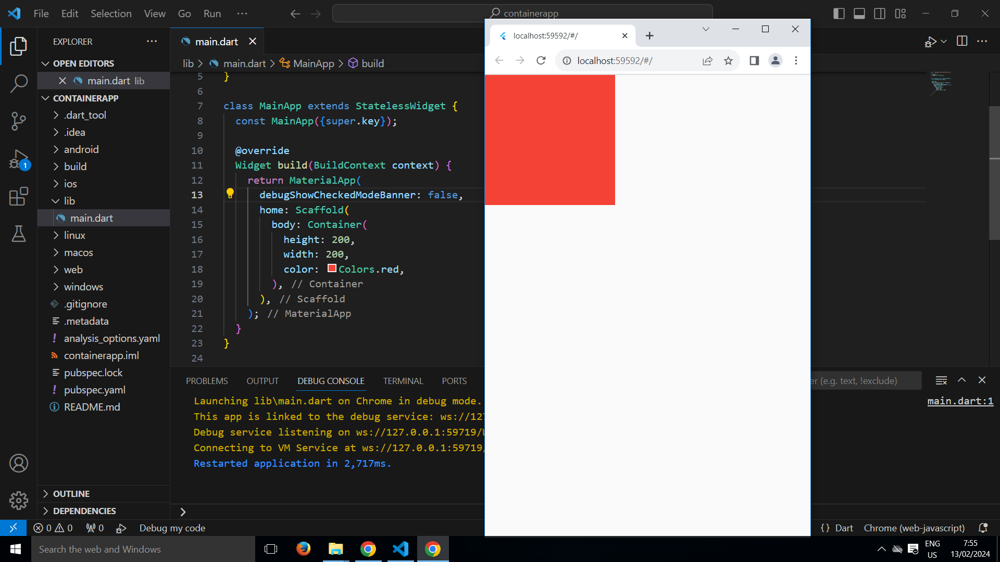 File Edit Selection View Go Run ···
containerapp
EXPLORER
OPEN EDITORS
main.dart lib
CONTAINERAPP
.dart_tool
.idea
android
build
ios
lib
main.dart
linux
macos
web
windows
.gitignore
.metadata
analysis_options.yaml
containerapp.iml
pubspec.lock
pubspec.yaml
README.md
OUTLINE
DEPENDENCIES
main.dart
lib > main.dart > MainApp > build
5 }
6
7 class MainApp extends StatelessWidget {
8 const MainApp({super.key});
9
10 @override
11 Widget build(BuildContext context) {
12 return MaterialApp(
13 debugShowCheckedModeBanner: false,
14 home: Scaffold(
15 body: Container(
16 height: 200,
17 width: 200,
18 color: Colors.red,
19 ), // Container
20 ), // Scaffold
21 ); // MaterialApp
22 }
23 }
24
PROBLEMS OUTPUT DEBUG CONSOLE TERMINAL PORTS
(e.g. text, !exclude)
Launching lib\main.dart on Chrome in debug mode.
main.dart:1
This app is linked to the debug service: ws://127
Debug service listening on ws://127.0.0.1:59719/
Connecting to VM Service at ws://127.0.0.1:59719/
Restarted application in 2,717ms.
localhost:59592/#/
localhost:59592/#/
1
0 0 0 Debug my code
{} Dart Chrome (web-javascript)
Search the web and Windows
ENG
US
7:55
13/02/2024